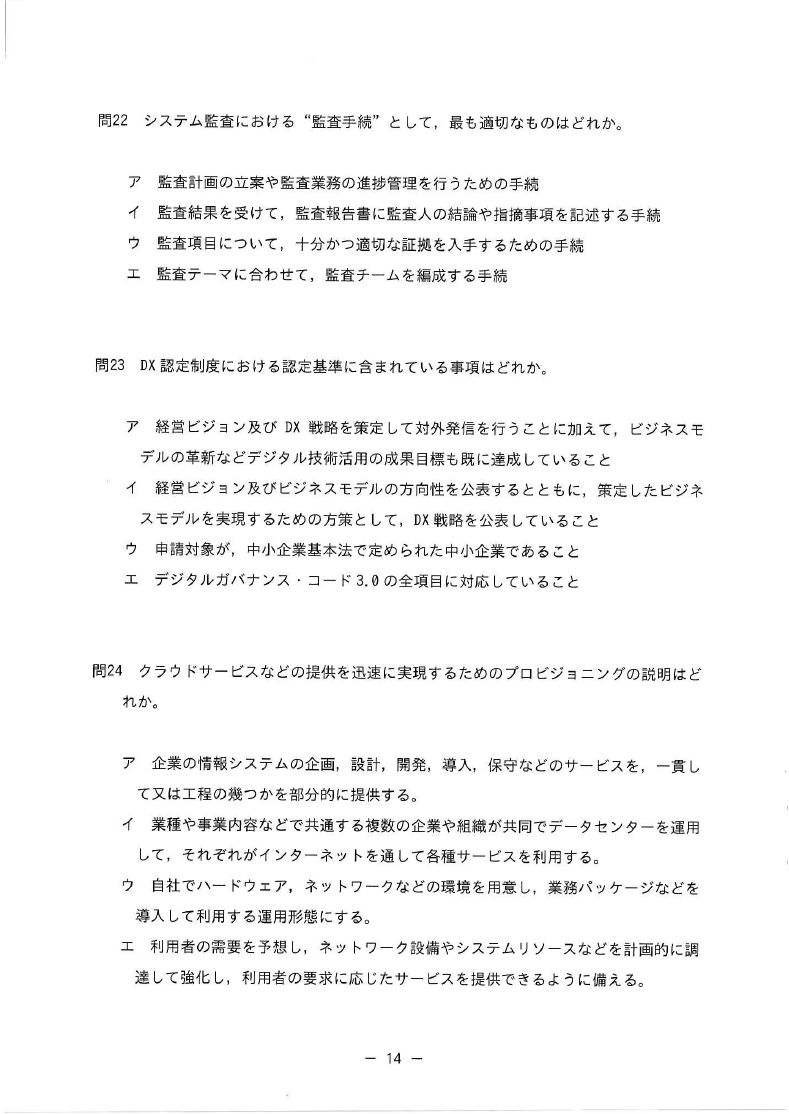 問22　システム監査における“監査手続”として，最も適切なものはどれか。
ア　監査計画の立案や監査業務の進捗管理を行うための手続
イ　監査結果を受けて，監査報告書に監査人の結論や指摘事項を記述する手続
ウ　監査項目について，十分かつ適切な証拠を入手するための手続
エ　監査テーマに合わせて，監査チームを編成する手続
問23　DX認定制度における認定基準に含まれている事項はどれか。
ア　経営ビジョン及び DX 戦略を策定して対外発信を行うことに加えて，ビジネスモ
デルの革新などデジタル技術活用の成果目標も既に達成していること
イ　経営ビジョン及びビジネスモデルの方向性を公表するとともに，策定したビジネ
スモデルを実現するための方策として，DX戦略を公表していること
ウ　申請対象が，中小企業基本法で定められた中小企業であること
エ　デジタルガバナンス・コード3.0の全項目に対応していること
問24　クラウドサービスなどの提供を迅速に実現するためのプロビジョニングの説明はど
れか。
ア　企業の情報システムの企画，設計，開発，導入，保守などのサービスを，一貫し
て又は工程の幾つかを部分的に提供する。
イ　業種や事業内容などで共通する複数の企業や組織が共同でデータセンターを運用
して，それぞれがインターネットを通して各種サービスを利用する。
ウ　自社でハードウェア，ネットワークなどの環境を用意し，業務パッケージなどを
導入して利用する運用形態にする。
エ　利用者の需要を予想し，ネットワーク設備やシステムリソースなどを計画的に調
達して強化し，利用者の要求に応じたサービスを提供できるように備える。
― 14 ―